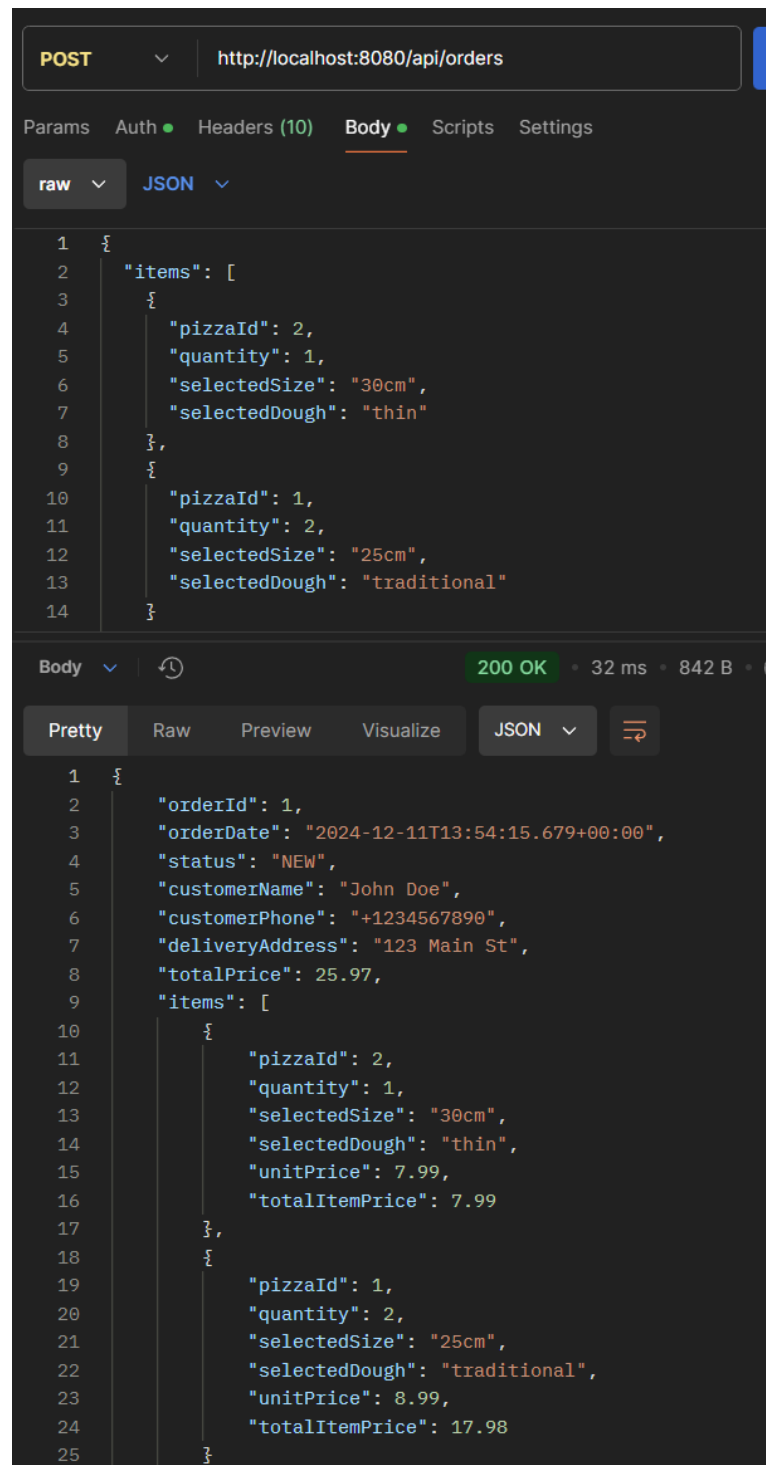 POST http://localhost:8080/api/orders
Params Auth Headers (10) Body Scripts Settings
raw JSON
1 {
2 "items": [
3 {
4 "pizzaId": 2,
5 "quantity": 1,
6 "selectedSize": "30cm",
7 "selectedDough": "thin"
8 },
9 {
10 "pizzaId": 1,
11 "quantity": 2,
12 "selectedSize": "25cm",
13 "selectedDough": "traditional"
14 }
Body 200 OK • 32 ms • 842 B •
Pretty Raw Preview Visualize JSON
1 {
2 "orderId": 1,
3 "orderDate": "2024-12-11T13:54:15.679+00:00",
4 "status": "NEW",
5 "customerName": "John Doe",
6 "customerPhone": "+1234567890",
7 "deliveryAddress": "123 Main St",
8 "totalPrice": 25.97,
9 "items": [
10 {
11 "pizzaId": 2,
12 "quantity": 1,
13 "selectedSize": "30cm",
14 "selectedDough": "thin",
15 "unitPrice": 7.99,
16 "totalItemPrice": 7.99
17 },
18 {
19 "pizzaId": 1,
20 "quantity": 2,
21 "selectedSize": "25cm",
22 "selectedDough": "traditional",
23 "unitPrice": 8.99,
24 "totalItemPrice": 17.98
25 }